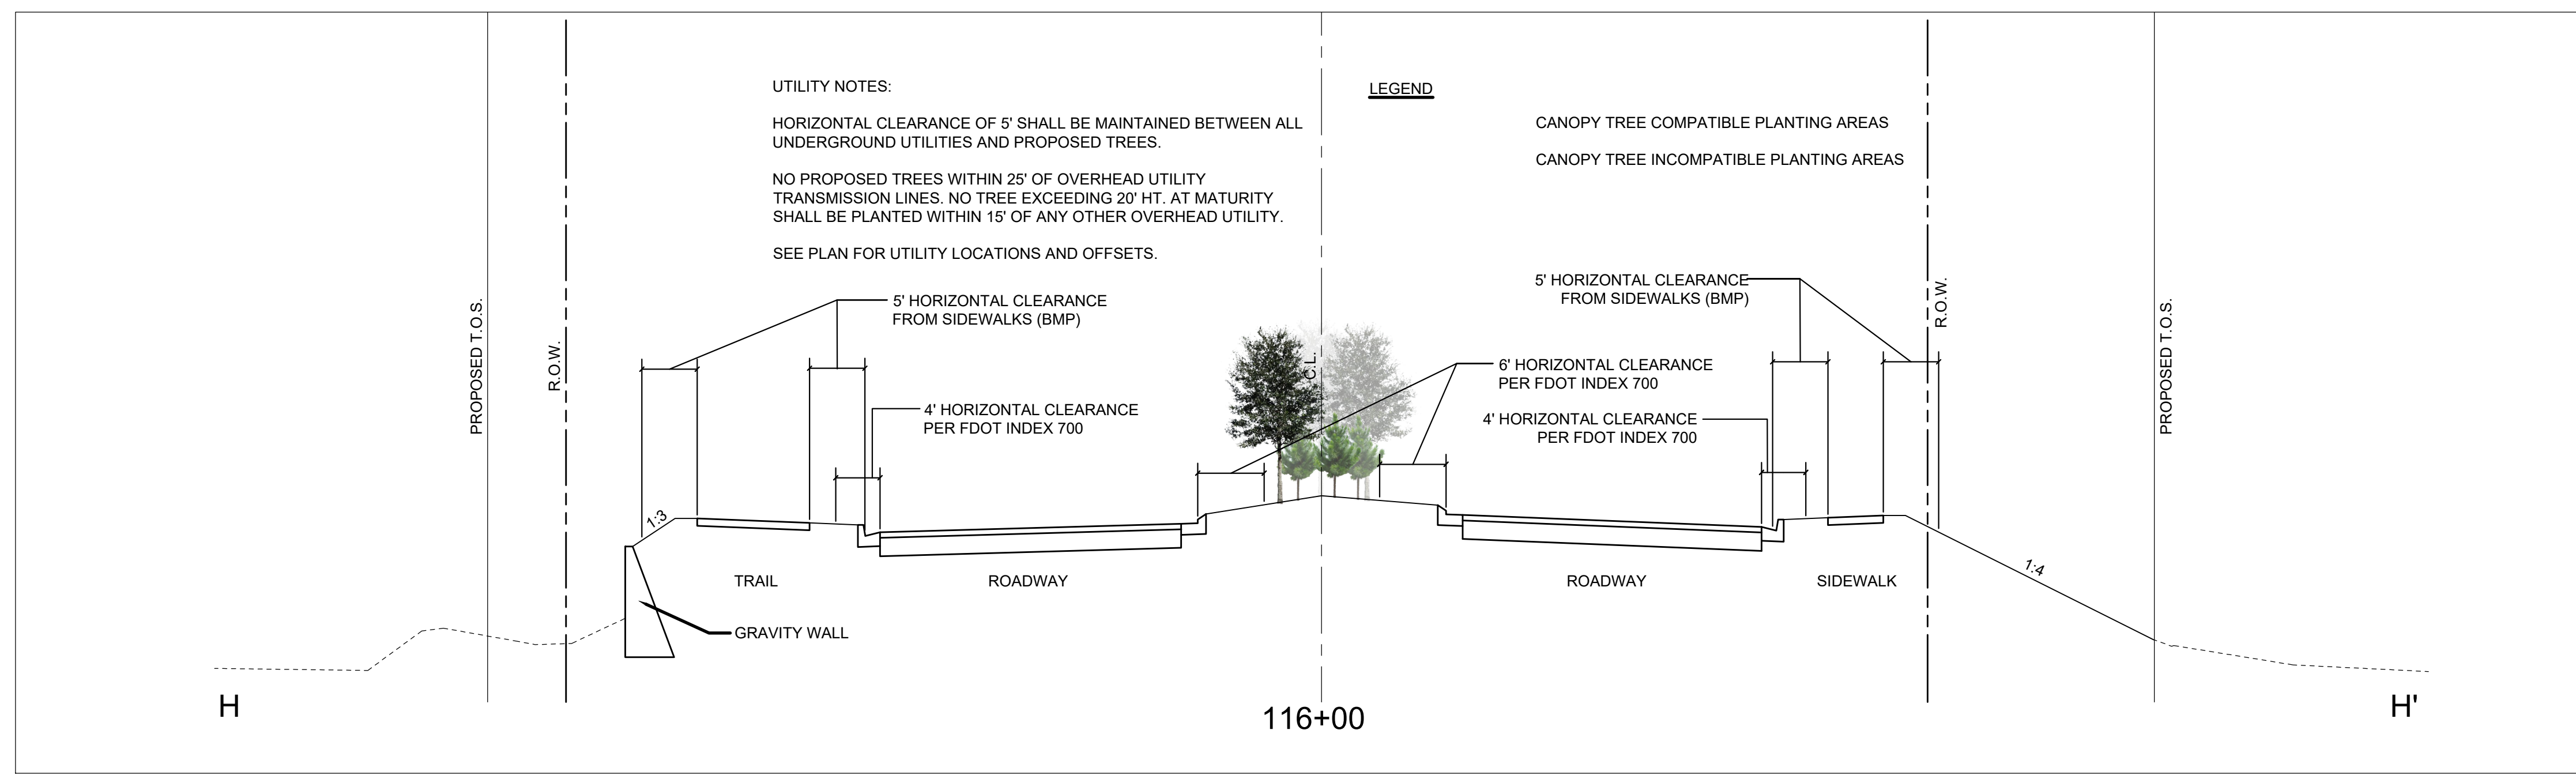 UTILITY NOTES:
HORIZONTAL CLEARANCE OF 5' SHALL BE MAINTAINED BETWEEN ALL
UNDERGROUND UTILITIES AND PROPOSED TREES.
NO PROPOSED TREES WITHIN 25' OF OVERHEAD UTILITY
TRANSMISSION LINES. NO TREE EXCEEDING 20' HT. AT MATURITY
SHALL BE PLANTED WITHIN 15' OF ANY OTHER OVERHEAD UTILITY.
SEE PLAN FOR UTILITY LOCATIONS AND OFFSETS.
LEGEND
CANOPY TREE COMPATIBLE PLANTING AREAS
CANOPY TREE INCOMPATIBLE PLANTING AREAS
PROPOSED T.O.S.
R.O.W.
5' HORIZONTAL CLEARANCE
FROM SIDEWALKS (BMP)
4' HORIZONTAL CLEARANCE
PER FDOT INDEX 700
C.L.
6' HORIZONTAL CLEARANCE
PER FDOT INDEX 700
5' HORIZONTAL CLEARANCE
FROM SIDEWALKS (BMP)
4' HORIZONTAL CLEARANCE
PER FDOT INDEX 700
R.O.W.
PROPOSED T.O.S.
1:3
TRAIL
ROADWAY
ROADWAY
SIDEWALK
1:4
GRAVITY WALL
H
116+00
H'